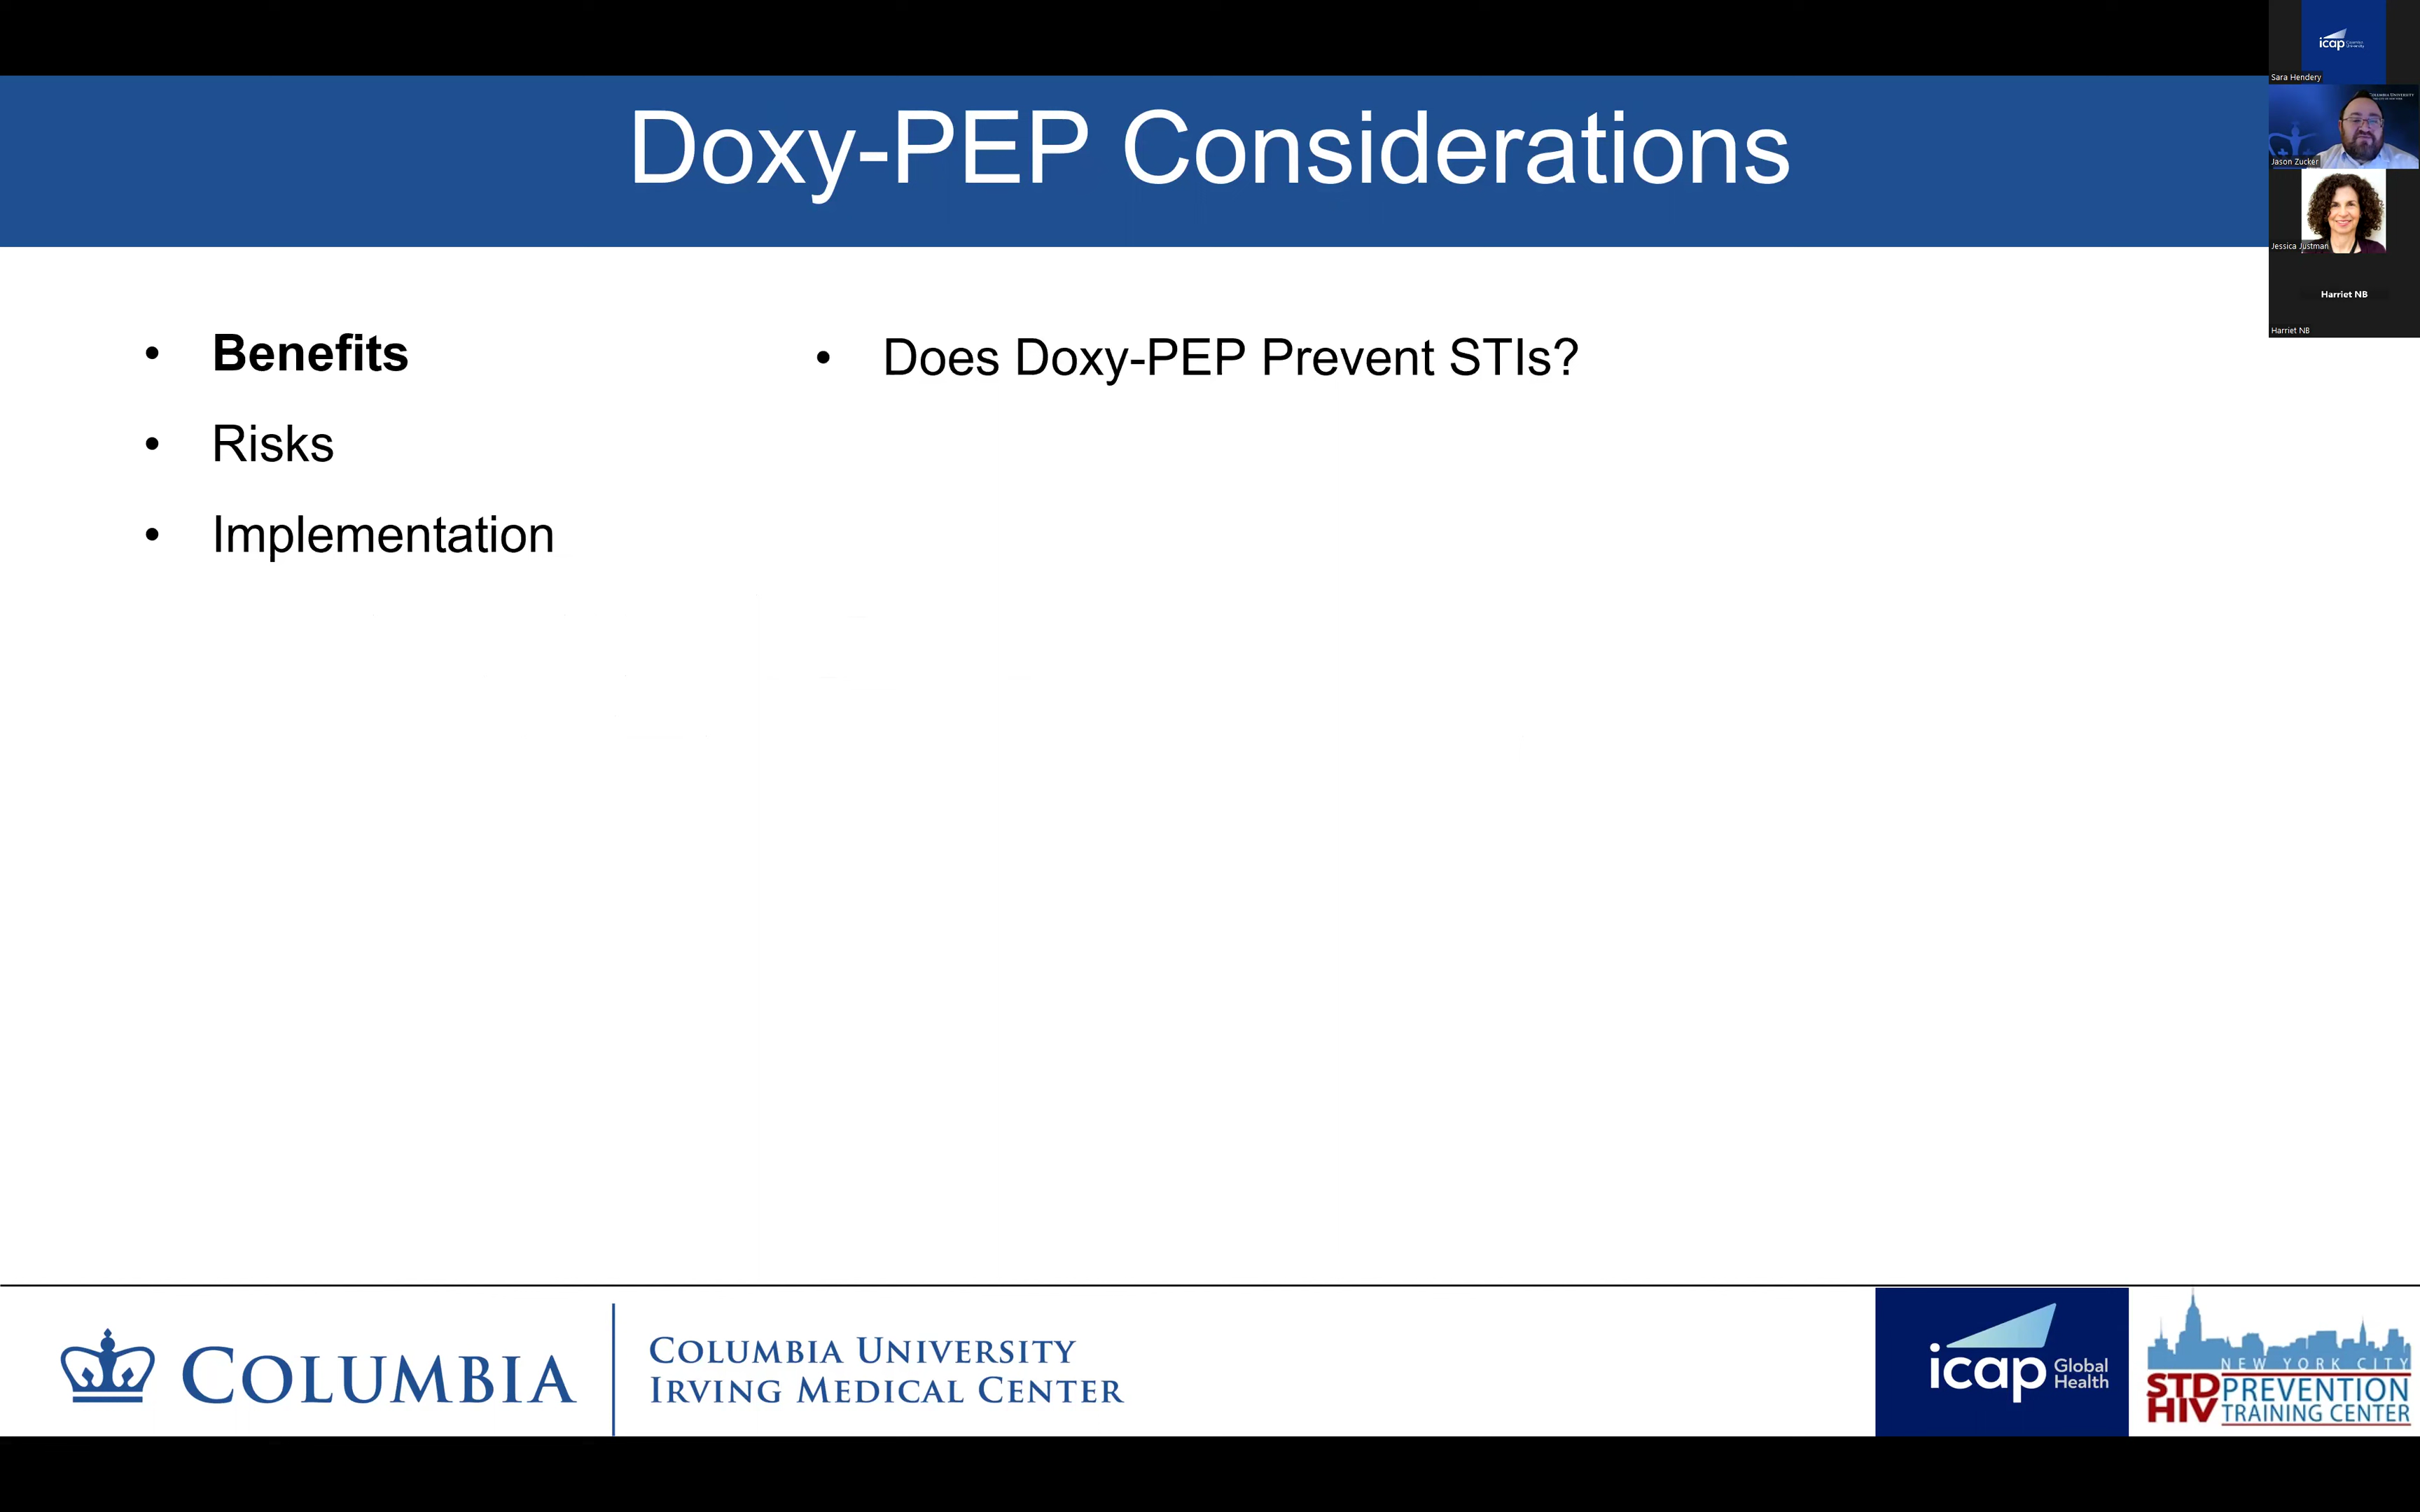 Doxy-PEP Considerations
• Benefits
• Risks
• Implementation
• Does Doxy-PEP Prevent STIs?
icap
Sara Hendery
Jason Zucker
Jessica Justman
Harriet NB
Harriet NB
COLUMBIA
COLUMBIA UNIVERSITY
IRVING MEDICAL CENTER
icap Global Health
NEW YORK CITY
STD PREVENTION
HIV TRAINING CENTER